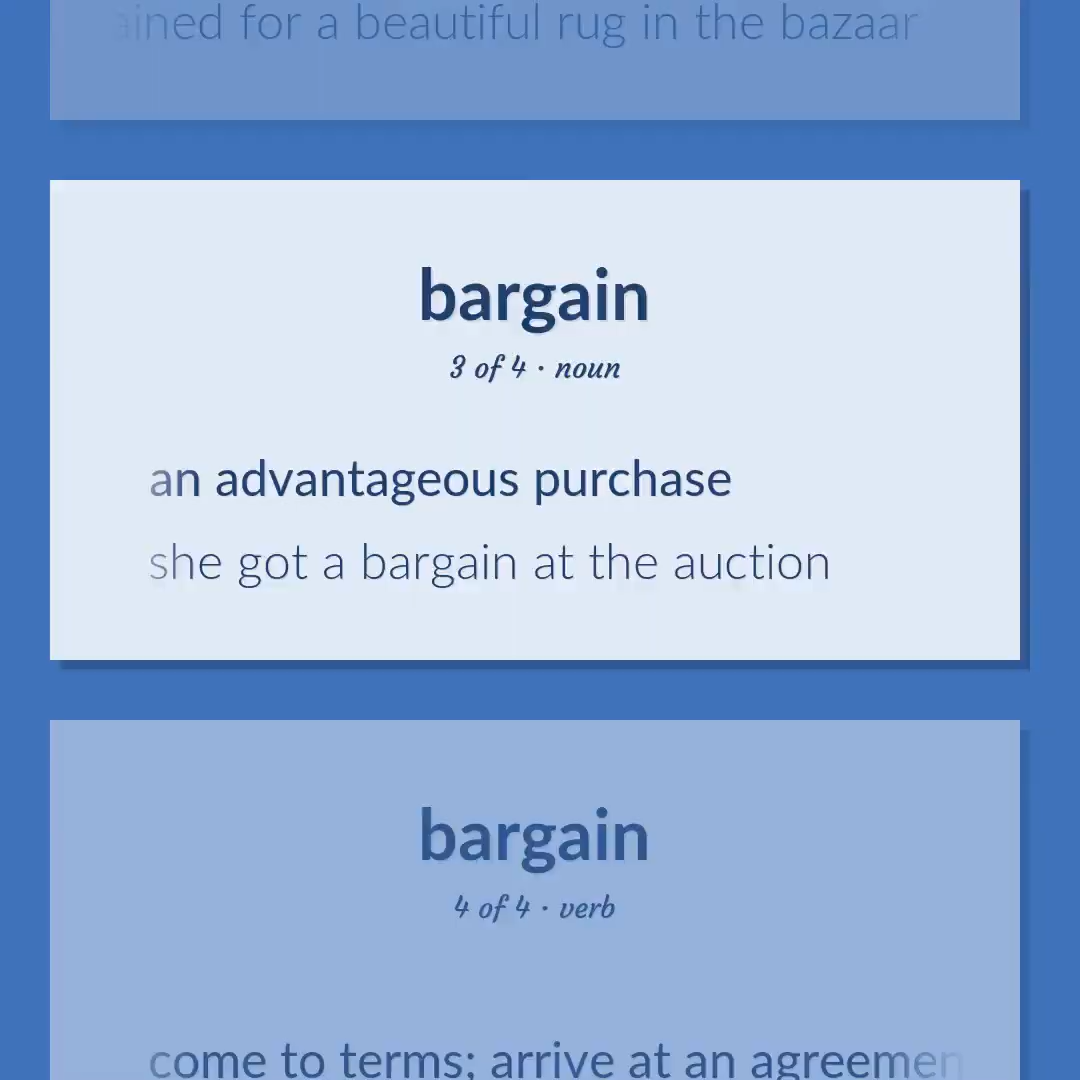 ained for a beautiful rug in the bazaar
bargain
3 of 4 · noun
an advantageous purchase
she got a bargain at the auction
bargain
4 of 4 · verb
come to terms; arrive at an agreemen